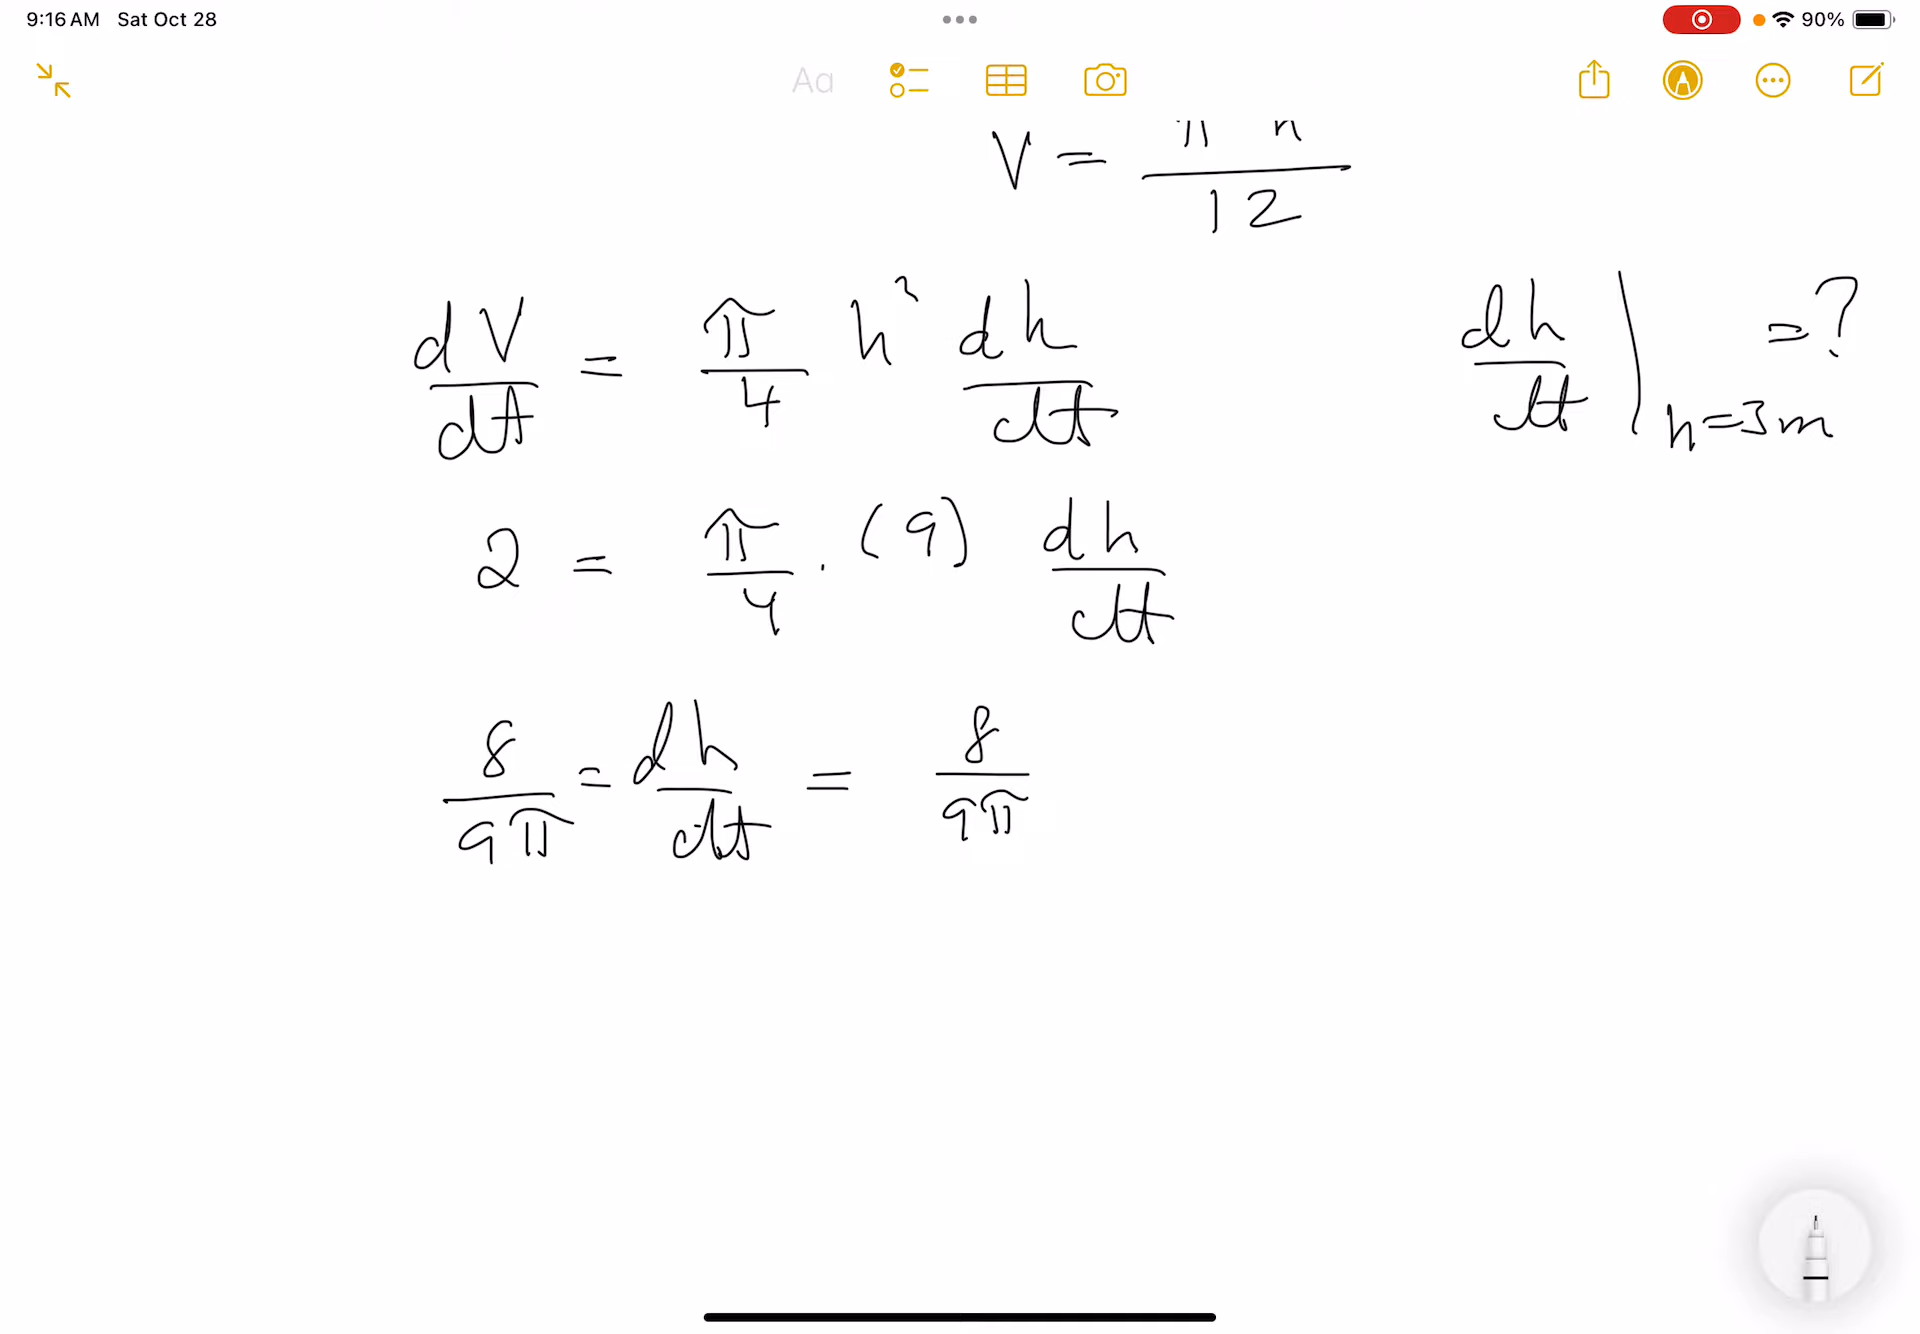 9:16 AM Sat Oct 28
90%
Aa
V = π h / 12
dV/dt = π/4 h² dh/dt
dh/dt | h=3m = ?
2 = π/4 · (9) dh/dt
8/9π = dh/dt = 8/9π